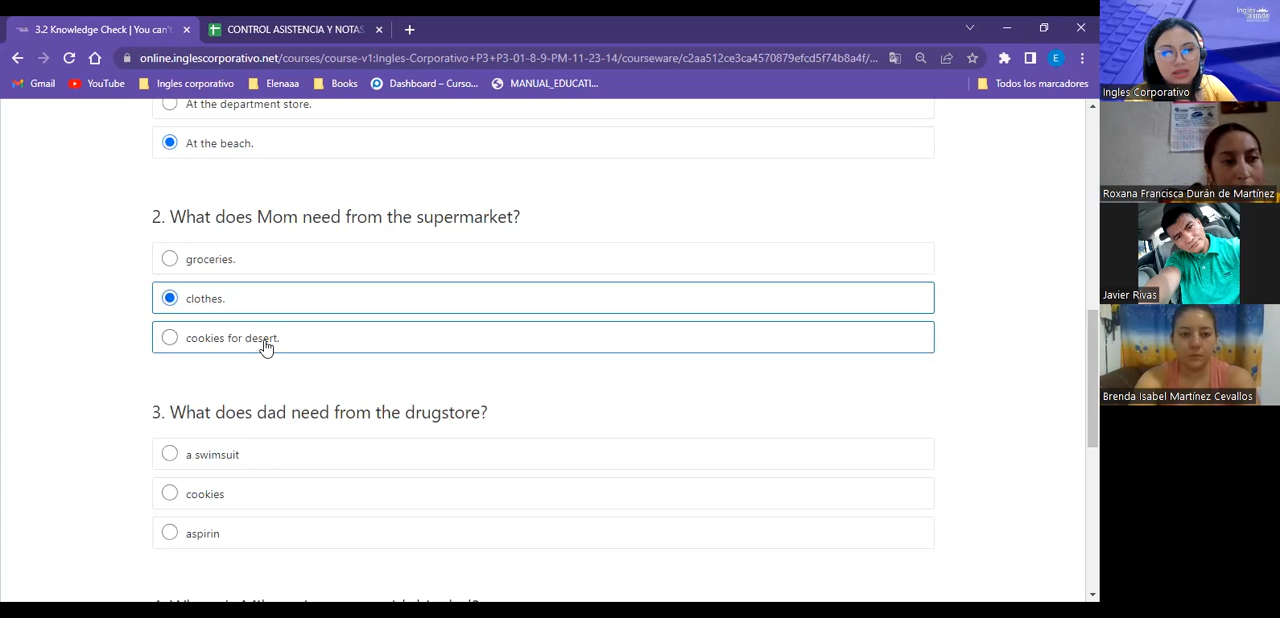 3.2 Knowledge Check | You can'
CONTROL ASISTENCIA Y NOTAS
online.inglescorporativo.net/courses/course-v1:Ingles-Corporativo+P3+P3-01-8-9-PM-11-23-14/courseware/c2aa512ce3ca4570879efcd5f74b8a4f/...
E
Gmail
YouTube
Ingles corporativo
Elenaaa
Books
Dashboard – Curso...
MANUAL_EDUCATI...
Todos los marcadores
At the department store.
At the beach.
2. What does Mom need from the supermarket?
groceries.
clothes.
cookies for desert.
3. What does dad need from the drugstore?
a swimsuit
cookies
aspirin
Ingles Corporativo
Roxana Francisca Durán de Martínez
Javier Rivas
Brenda Isabel Martínez Cevallos